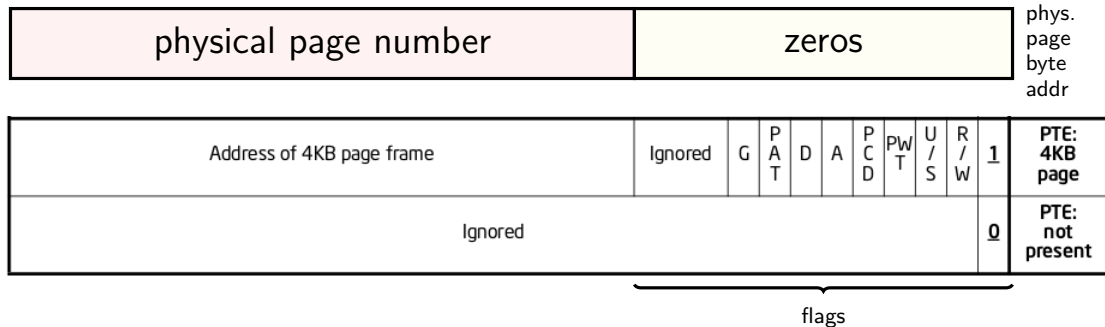 physical page number
zeros
phys.
page
byte
addr
Address of 4KB page frame
Ignored
G
P
A
T
D
A
P
C
D
PW
T
U
/
S
R
/
W
1
PTE:
4KB
page
Ignored
0
PTE:
not
present
flags